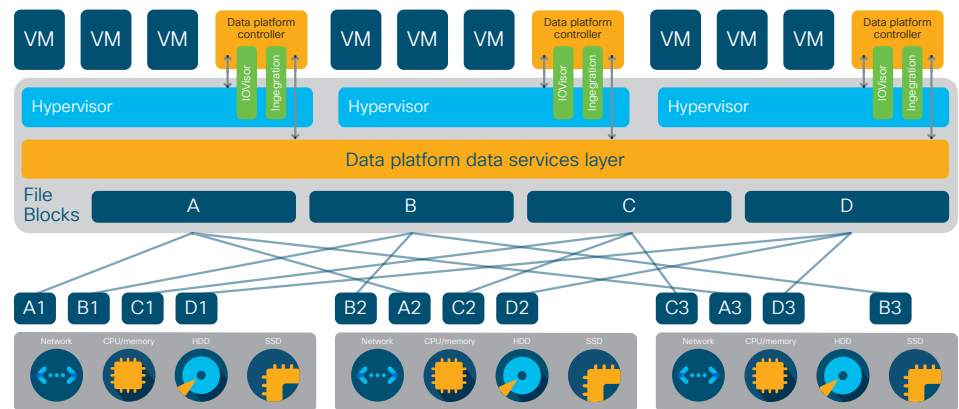 VM VM VM Data platform controller VM VM VM Data platform controller VM VM VM Data platform controller
IOVisor Ingegration IOVisor Ingegration IOVisor Ingegration
Hypervisor Hypervisor Hypervisor
Data platform data services layer
File Blocks A B C D
A1 B1 C1 D1 B2 A2 C2 D2 C3 A3 D3 B3
Network CPU/memory HDD SSD Network CPU/memory HDD SSD Network CPU/memory HDD SSD